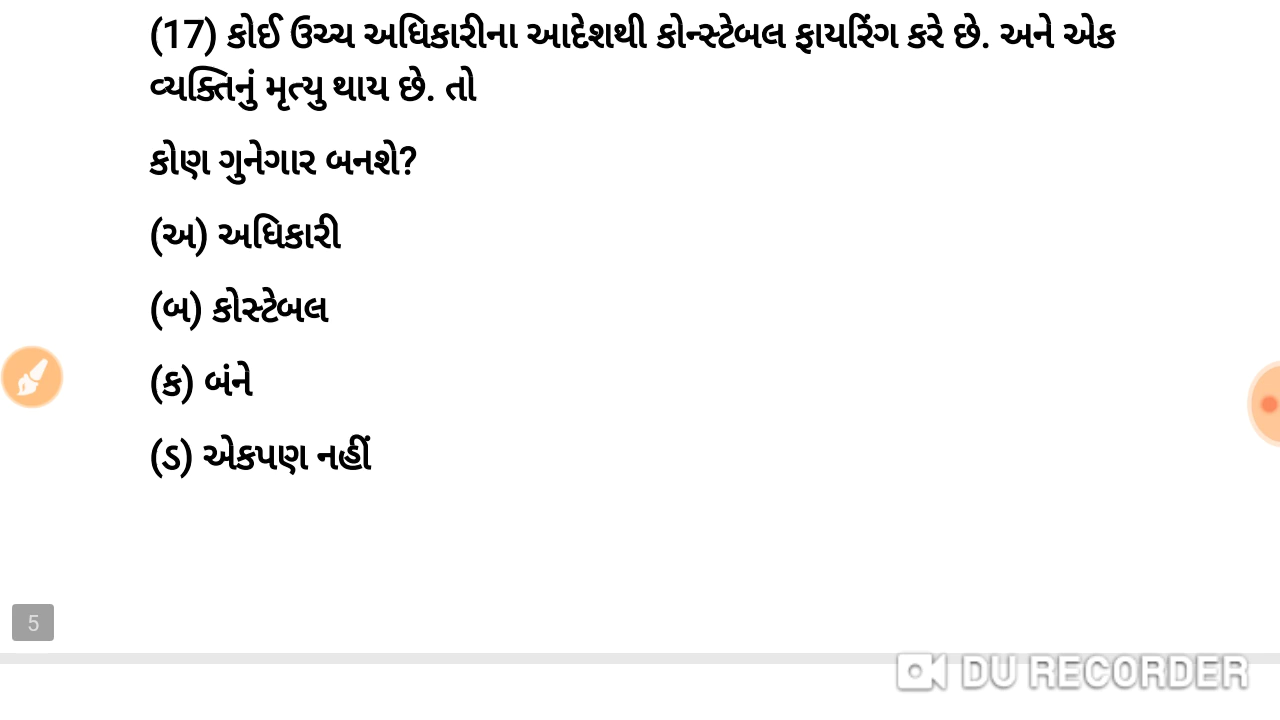 (17) કોઈ ઉચ્ચ અધિકારીના આદેશથી કોન્સ્ટેબલ ફાયરિંગ કરે છે. અને એક
વ્યક્તિનું મૃત્યુ થાય છે. તો
કોણ ગુનેગાર બનશે?
(અ) અધિકારી
(બ) કોસ્ટેબલ
(ક) બંને
(ડ) એકપણ નહીં
5
DU RECORDER